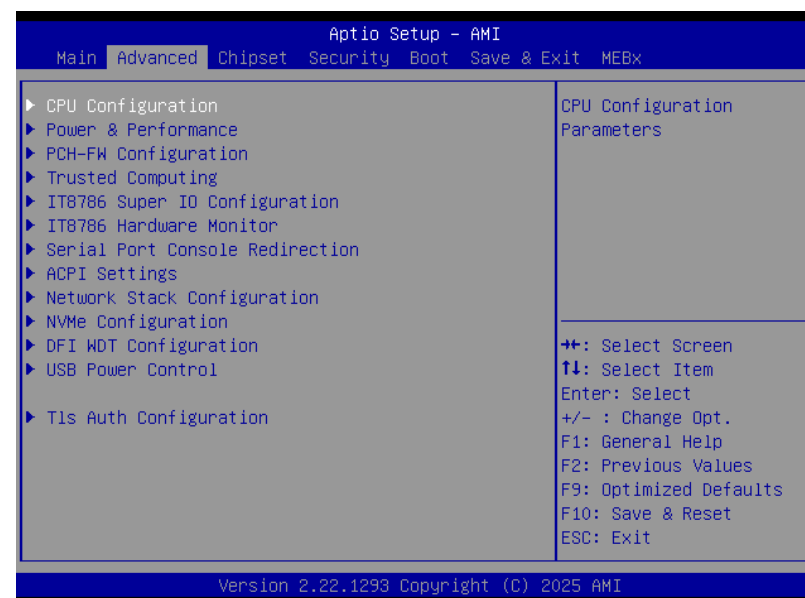 Aptio Setup – AMI
Main Advanced Chipset Security Boot Save & Exit MEBx
CPU Configuration
Power & Performance
PCH-FW Configuration
Trusted Computing
IT8786 Super IO Configuration
IT8786 Hardware Monitor
Serial Port Console Redirection
ACPI Settings
Network Stack Configuration
NVMe Configuration
DFI WDT Configuration
USB Power Control
Tls Auth Configuration
CPU Configuration
Parameters
→←: Select Screen
↑↓: Select Item
Enter: Select
+/- : Change Opt.
F1: General Help
F2: Previous Values
F9: Optimized Defaults
F10: Save & Reset
ESC: Exit
Version 2.22.1293 Copyright (C) 2025 AMI